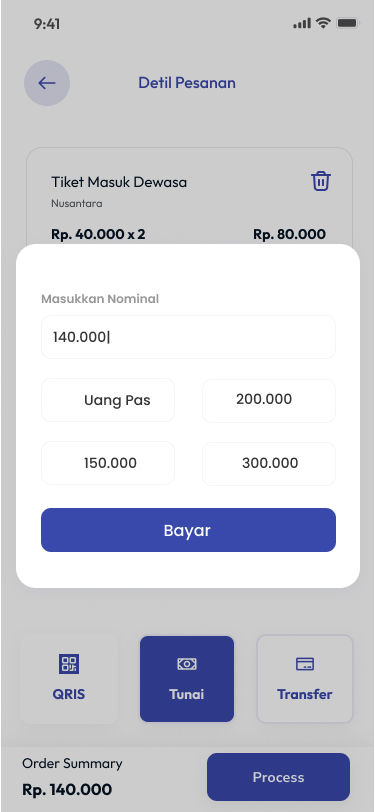 9:41
Detil Pesanan
Tiket Masuk Dewasa
Nusantara
Rp. 40.000 x 2 Rp. 80.000
Masukkan Nominal
140.000|
Uang Pas 200.000
150.000 300.000
Bayar
QRIS Tunai Transfer
Order Summary
Rp. 140.000
Process